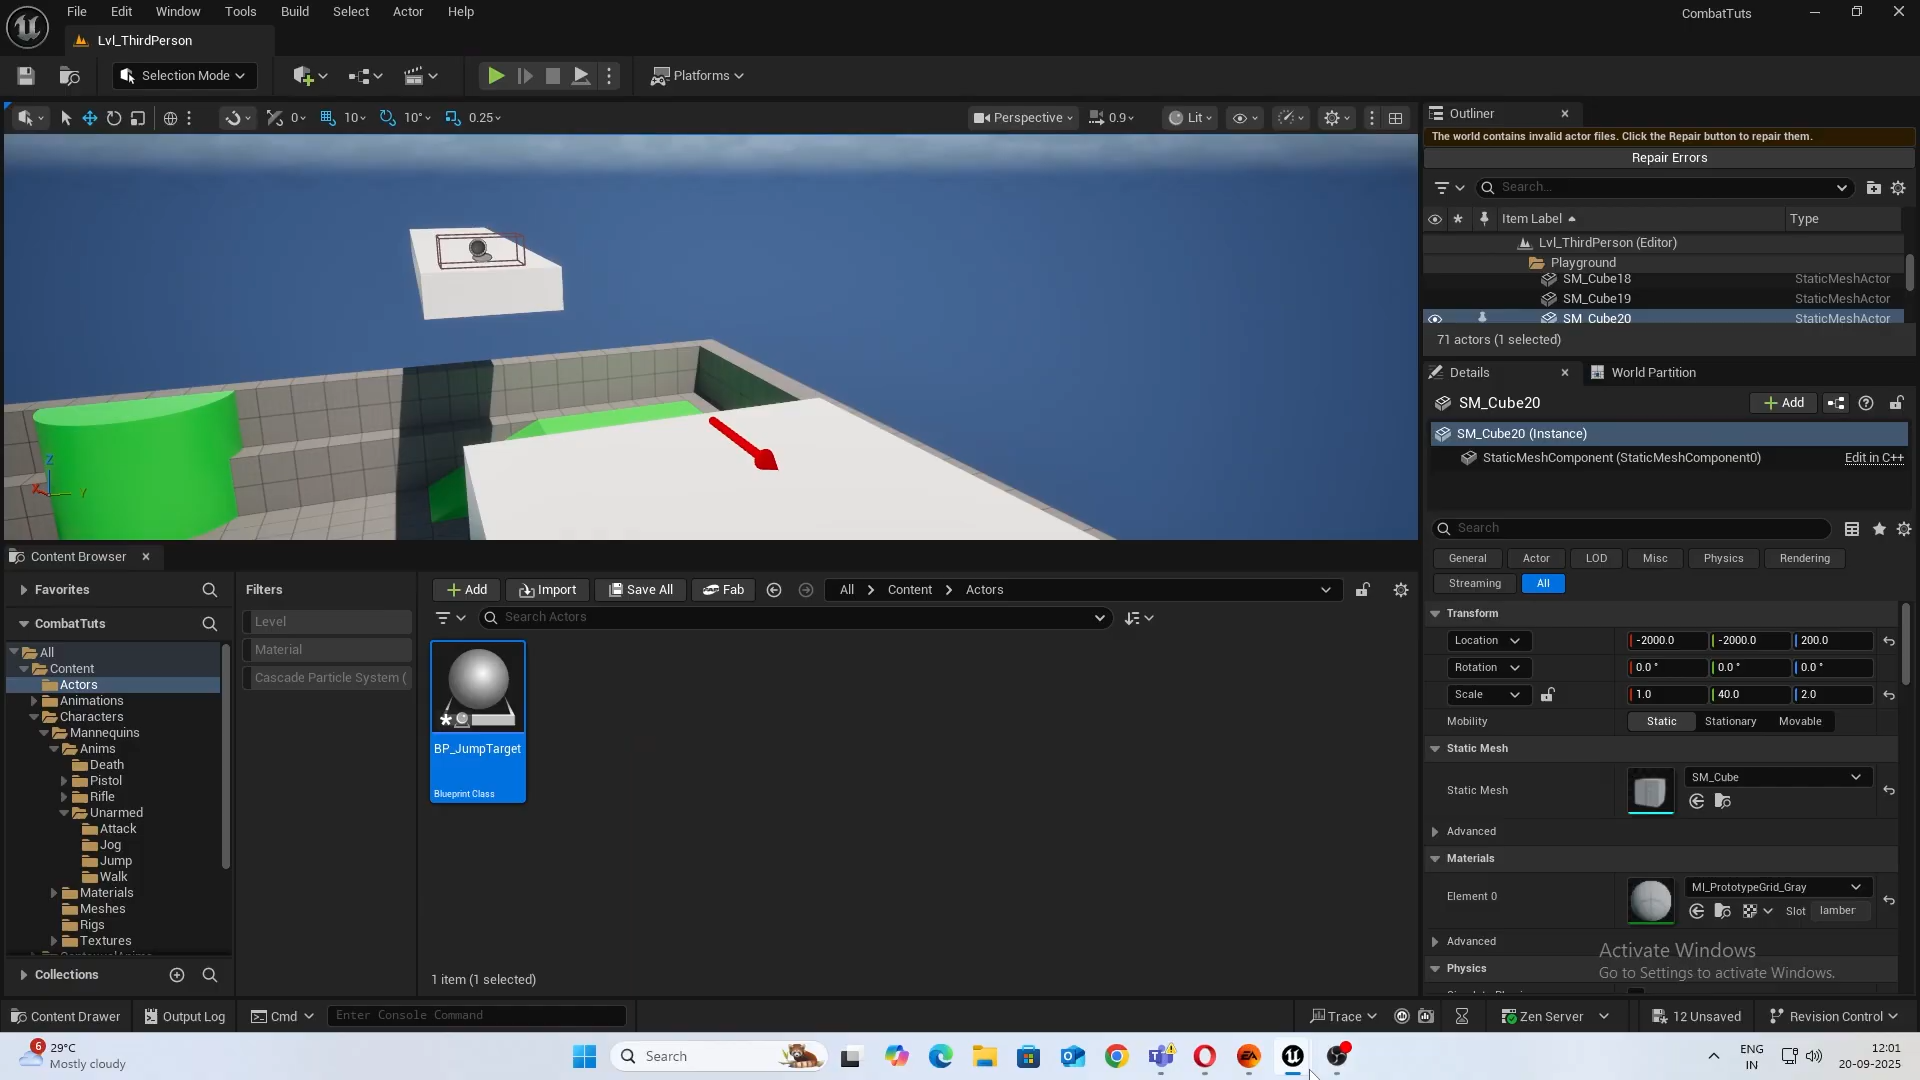 File Edit Window Tools Build Select Actor Help CombatTuts
Lvl_ThirdPerson
Selection Mode Platforms
0 10 10° 0.25 Perspective 0.9 Lit
Outliner
The world contains invalid actor files. Click the Repair button to repair them.
Repair Errors
Search...
Item Label Type
Lvl_ThirdPerson (Editor)
Playground
SM_Cube18 StaticMeshActor
SM_Cube19 StaticMeshActor
SM_Cube20 StaticMeshActor
71 actors (1 selected)
Details World Partition
SM_Cube20 Add
SM_Cube20 (Instance)
StaticMeshComponent (StaticMeshComponent0) Edit in C++
Search
General Actor LOD Misc Physics Rendering
Streaming All
Transform
Location -2000.0 -2000.0 200.0
Rotation 0.0 ° 0.0 ° 0.0 °
Scale 1.0 40.0 2.0
Mobility Static Stationary Movable
Static Mesh
Static Mesh SM_Cube
Advanced
Materials
Element 0 MI_PrototypeGrid_Gray
Slot lamber
Advanced
Physics
Activate Windows
Go to Settings to activate Windows.
Z
X Y
Content Browser
Favorites
CombatTuts
All
Content
Actors
Animations
Characters
Mannequins
Anims
Death
Pistol
Rifle
Unarmed
Attack
Jog
Jump
Walk
Materials
Meshes
Rigs
Textures
Collections
Filters
Level
Material
Cascade Particle System (
Add Import Save All Fab All Content Actors
Search Actors
BP_JumpTarget
Blueprint Class
1 item (1 selected)
Content Drawer Output Log Cmd Enter Console Command Trace Zen Server 12 Unsaved Revision Control
6
29°C
Mostly cloudy
Search
EA
ENG
IN
12:01
20-09-2025